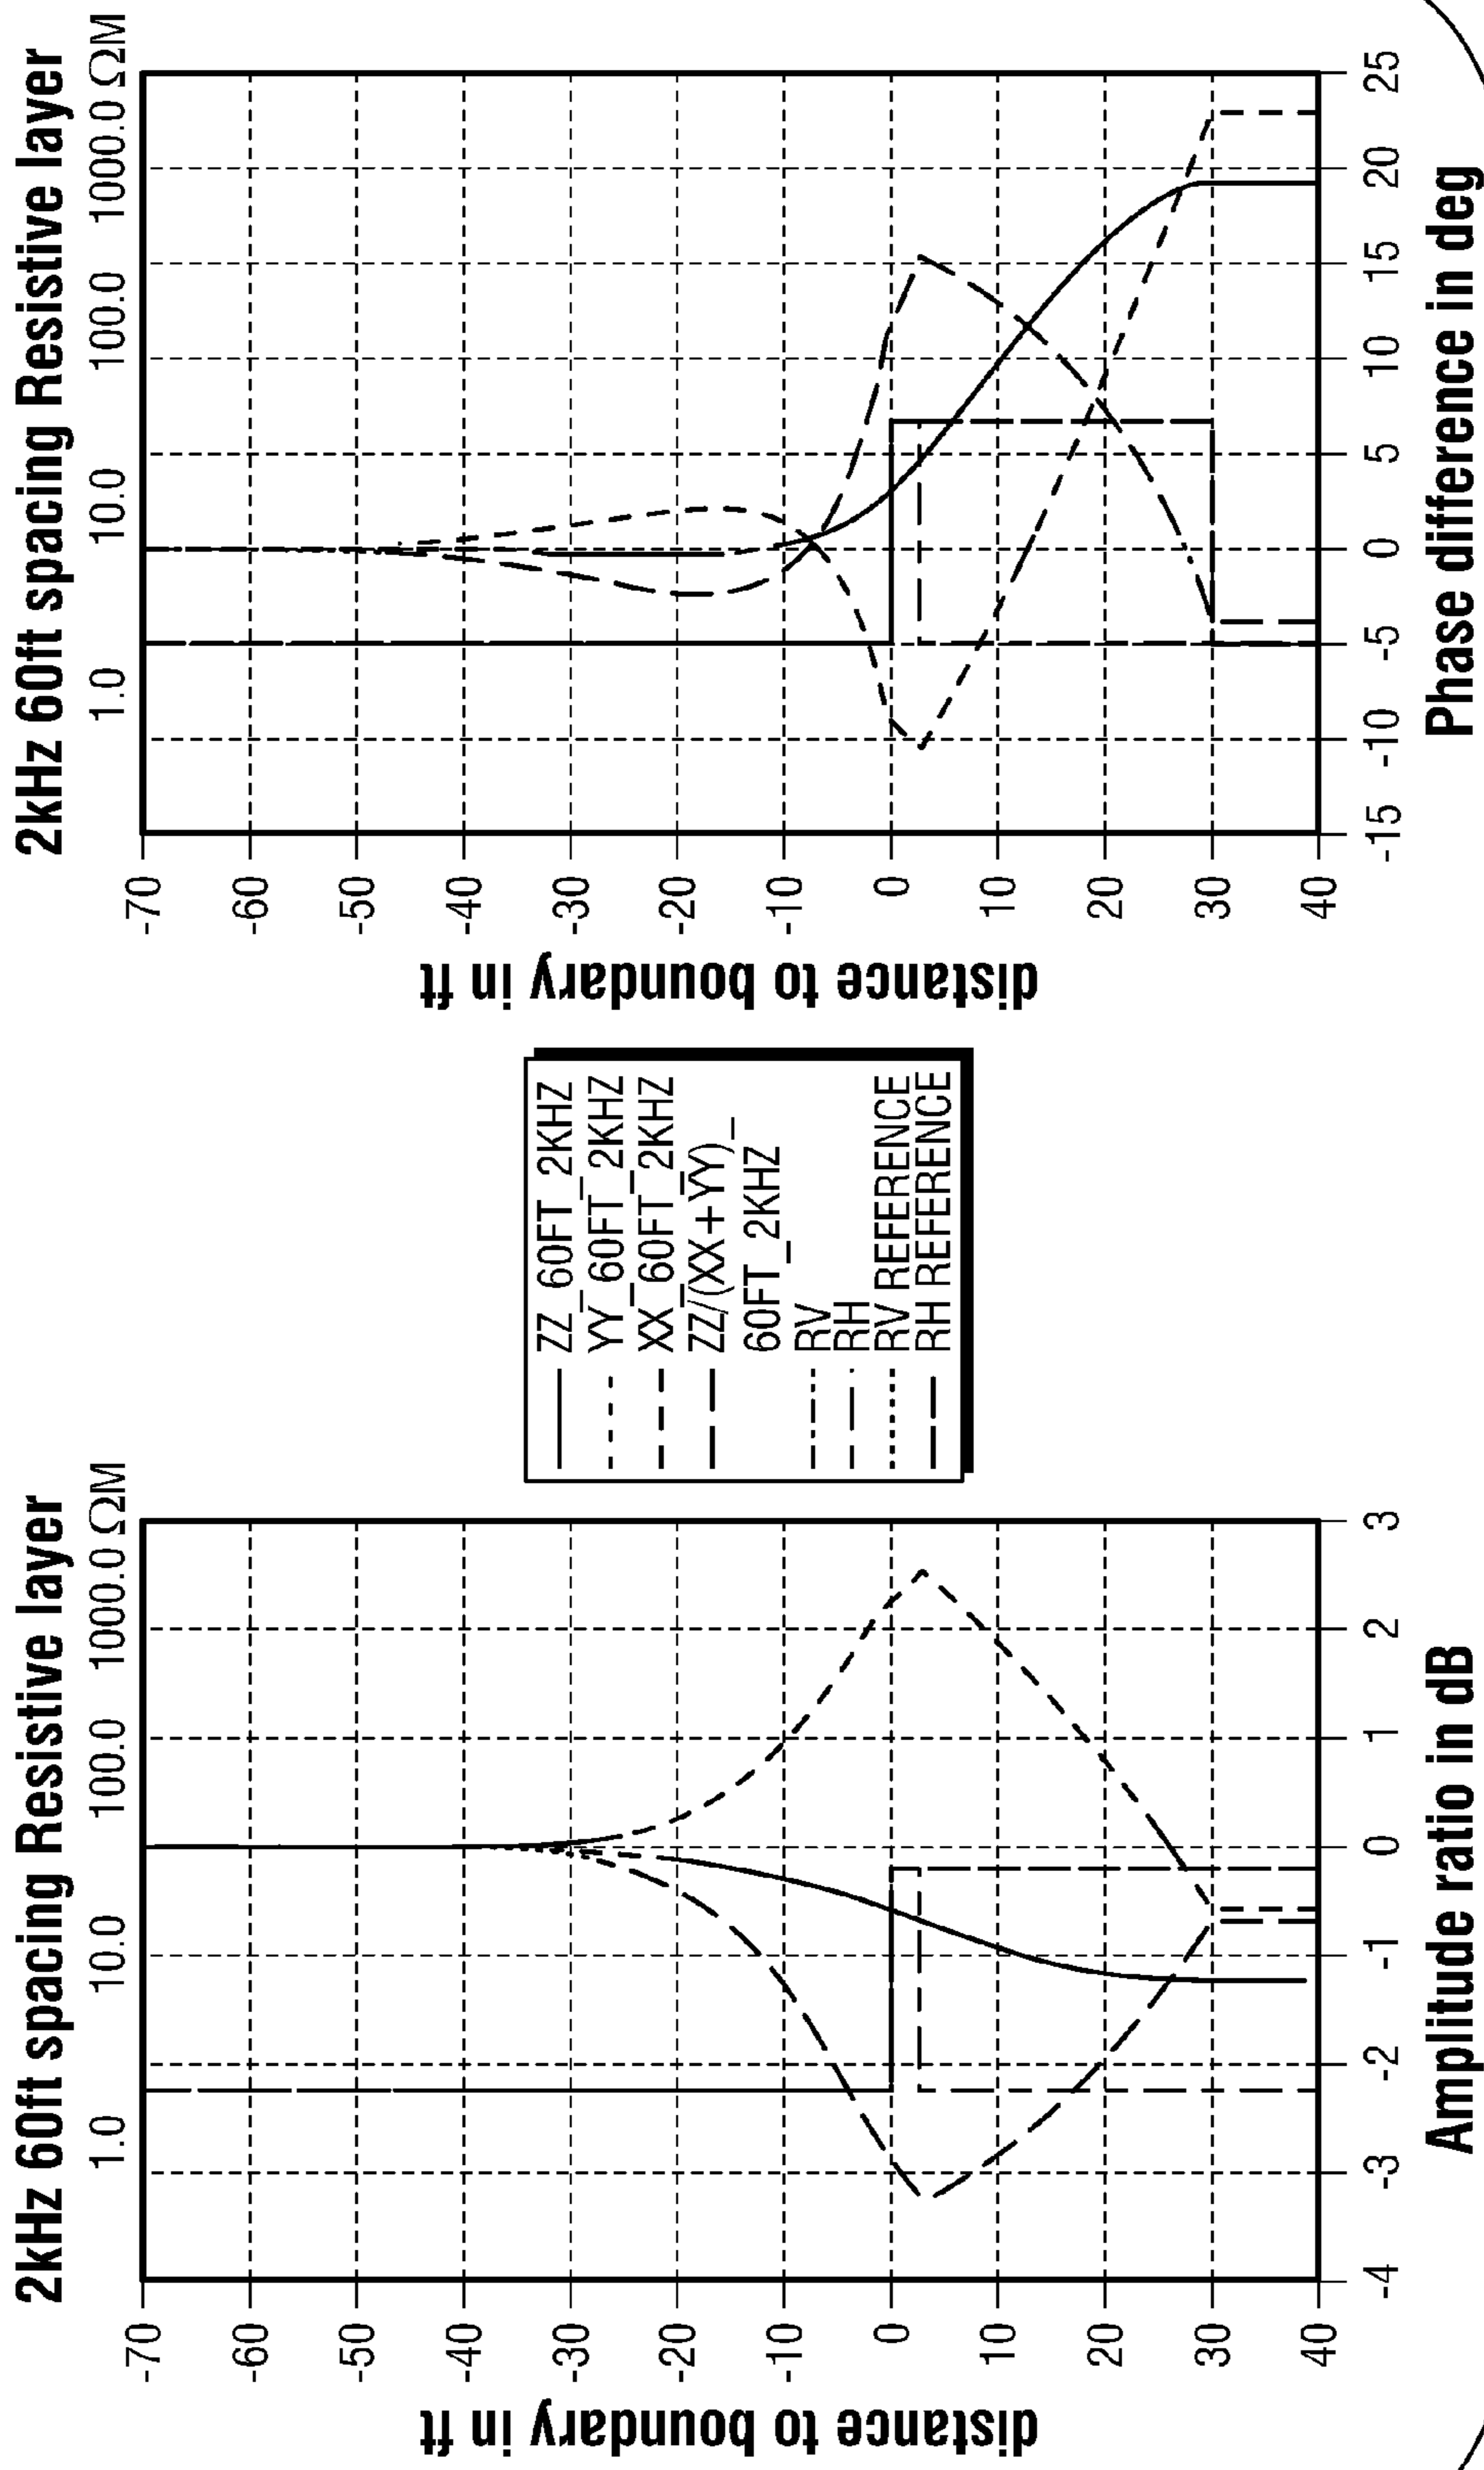 2kHz 60ft spacing Resistive layer
1.0 10.0 100.0 1000.0 ΩM
-70
-60
-50
-40
-30
-20
-10
0
10
20
30
40
distance to boundary in ft
-4 -3 -2 -1 0 1 2 3
Amplitude ratio in dB
ZZ_60FT_2KHZ
YY_60FT_2KHZ
XX_60FT_2KHZ
ZZ/(XX+YY)_
60FT_2KHZ
RV
RH
RV REFERENCE
RH REFERENCE
2kHz 60ft spacing Resistive layer
1.0 10.0 100.0 1000.0 ΩM
-70
-60
-50
-40
-30
-20
-10
0
10
20
30
40
distance to boundary in ft
-15 -10 -5 0 5 10 15 20 25
Phase difference in deg